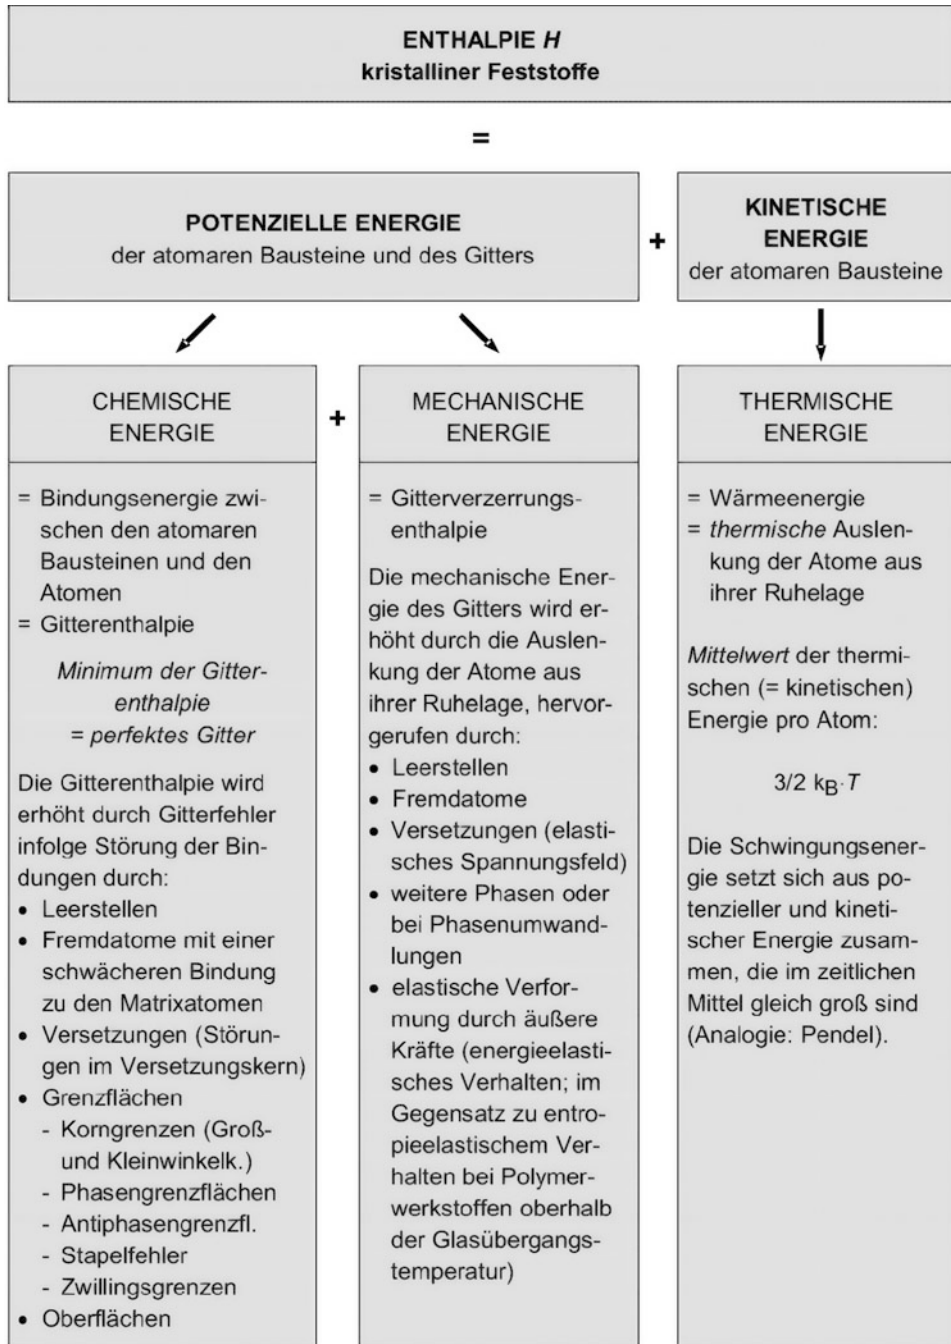 ENTHALPIE H
kristalliner Feststoffe
=
POTENZIELLE ENERGIE
der atomaren Bausteine und des Gitters
+
KINETISCHE
ENERGIE
der atomaren Bausteine
CHEMISCHE
ENERGIE
= Bindungsenergie zwi-
schen den atomaren
Bausteinen und den
Atomen
= Gitterenthalpie
Minimum der Gitter-
enthalpie
= perfektes Gitter
Die Gitterenthalpie wird
erhöht durch Gitterfehler
infolge Störung der Bin-
dungen durch:
• Leerstellen
• Fremdatome mit einer
schwächeren Bindung
zu den Matrixatomen
• Versetzungen (Störun-
gen im Versetzungskern)
• Grenzflächen
- Korngrenzen (Groß-
und Kleinwinkelk.)
- Phasengrenzflächen
- Antiphasengrenzfl.
- Stapelfehler
- Zwillingsgrenzen
• Oberflächen
+
MECHANISCHE
ENERGIE
= Gitterverzerrungs-
enthalpie
Die mechanische Ener-
gie des Gitters wird er-
höht durch die Auslen-
kung der Atome aus
ihrer Ruhelage, hervor-
gerufen durch:
• Leerstellen
• Fremdatome
• Versetzungen (elasti-
sches Spannungsfeld)
• weitere Phasen oder
bei Phasenumwand-
lungen
• elastische Verfor-
mung durch äußere
Kräfte (energieelasti-
sches Verhalten; im
Gegensatz zu entro-
pieelastischem Ver-
halten bei Polymer-
werkstoffen oberhalb
der Glasübergangs-
temperatur)
THERMISCHE
ENERGIE
= Wärmeenergie
= thermische Auslen-
kung der Atome aus
ihrer Ruhelage
Mittelwert der thermi-
schen (= kinetischen)
Energie pro Atom:
3/2 kB·T
Die Schwingungsener-
gie setzt sich aus po-
tenzieller und kineti-
scher Energie zusam-
men, die im zeitlichen
Mittel gleich groß sind
(Analogie: Pendel).